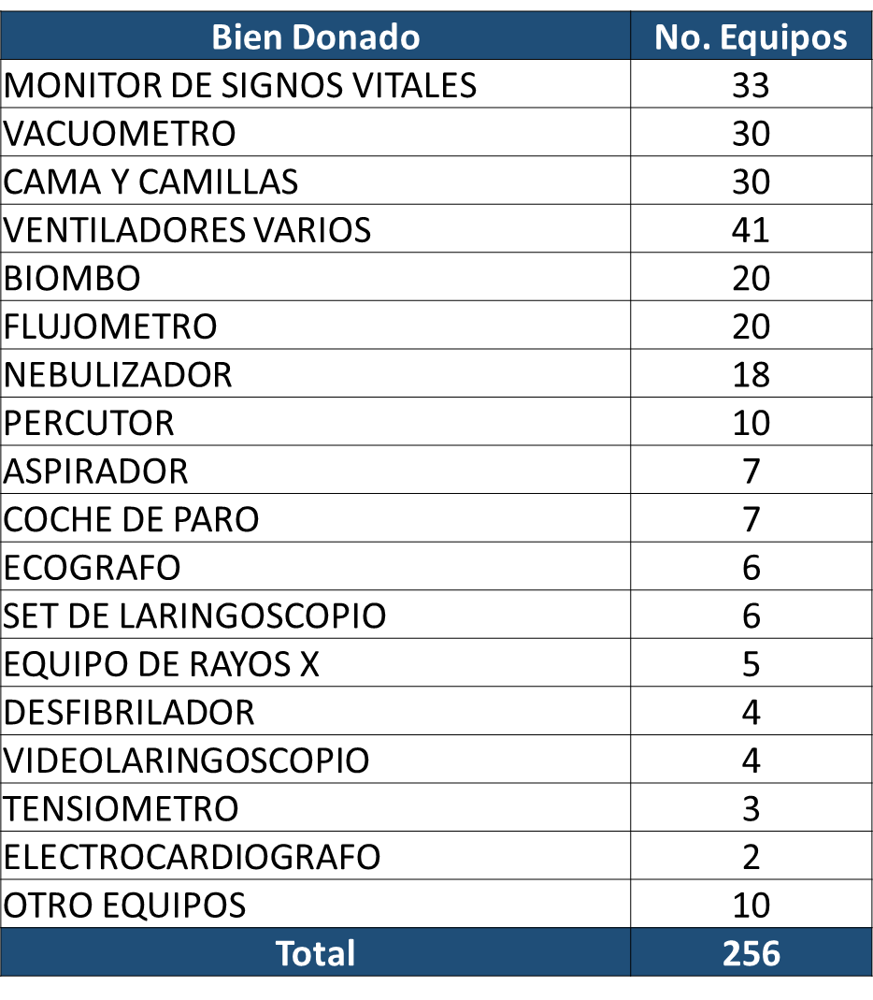 Bien Donado No. Equipos
MONITOR DE SIGNOS VITALES 33
VACUOMETRO 30
CAMA Y CAMILLAS 30
VENTILADORES VARIOS 41
BIOMBO 20
FLUJOMETRO 20
NEBULIZADOR 18
PERCUTOR 10
ASPIRADOR 7
COCHE DE PARO 7
ECOGRAFO 6
SET DE LARINGOSCOPIO 6
EQUIPO DE RAYOS X 5
DESFIBRILADOR 4
VIDEOLARINGOSCOPIO 4
TENSIOMETRO 3
ELECTROCARDIOGRAFO 2
OTRO EQUIPOS 10
Total 256